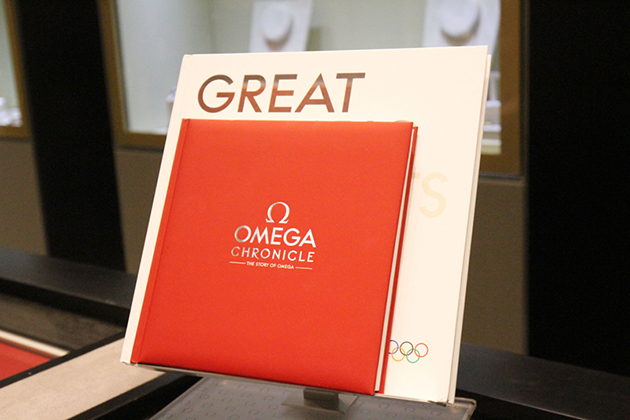 GREAT
Ω
OMEGA
CHRONICLE
THE STORY OF OMEGA